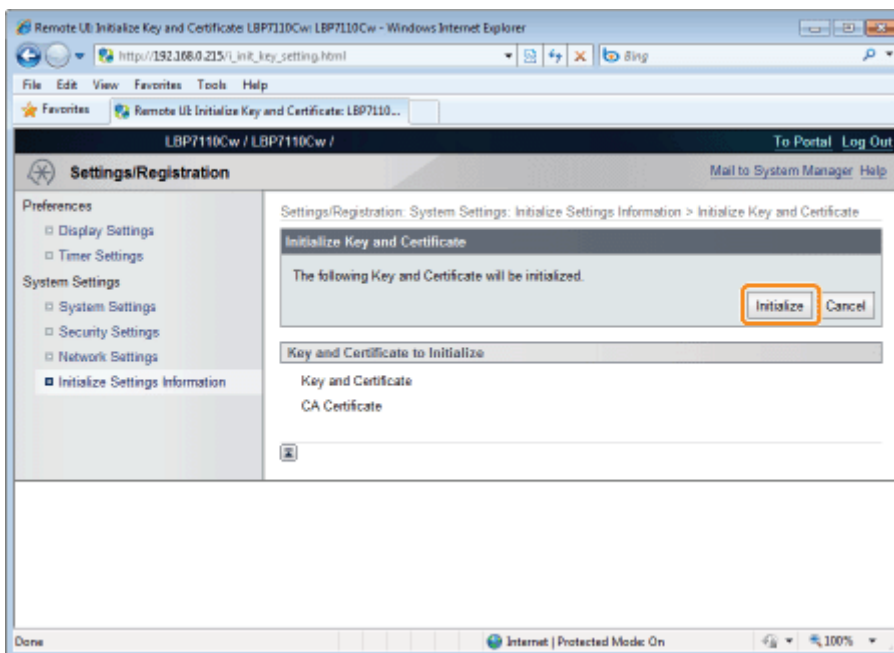 Remote UI: Initialize Key and Certificate: LBP7110Cw: LBP7110Cw - Windows Internet Explorer
http://192.168.0.215/i_init_key_setting.html
Bing
File Edit View Favorites Tools Help
Favorites
Remote UI: Initialize Key and Certificate: LBP7110...
LBP7110Cw / LBP7110Cw /
To Portal Log Out
Settings/Registration
Mail to System Manager Help
Preferences
Display Settings
Timer Settings
System Settings
System Settings
Security Settings
Network Settings
Initialize Settings Information
Settings/Registration: System Settings: Initialize Settings Information > Initialize Key and Certificate
Initialize Key and Certificate
The following Key and Certificate will be initialized.
Initialize Cancel
Key and Certificate to Initialize
Key and Certificate
CA Certificate
Done
Internet | Protected Mode: On
100%